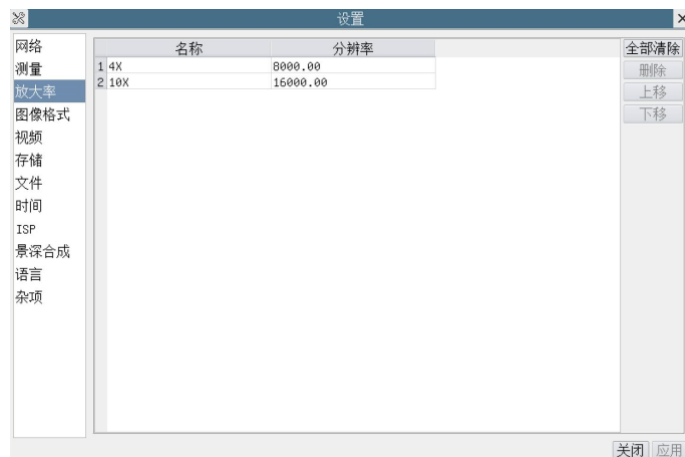 设置
网络
测量
放大率
图像格式
视频
存储
文件
时间
ISP
景深合成
语言
杂项
名称 分辨率
1 4X 8000.00
2 10X 16000.00
全部清除
删除
上移
下移
关闭 应用